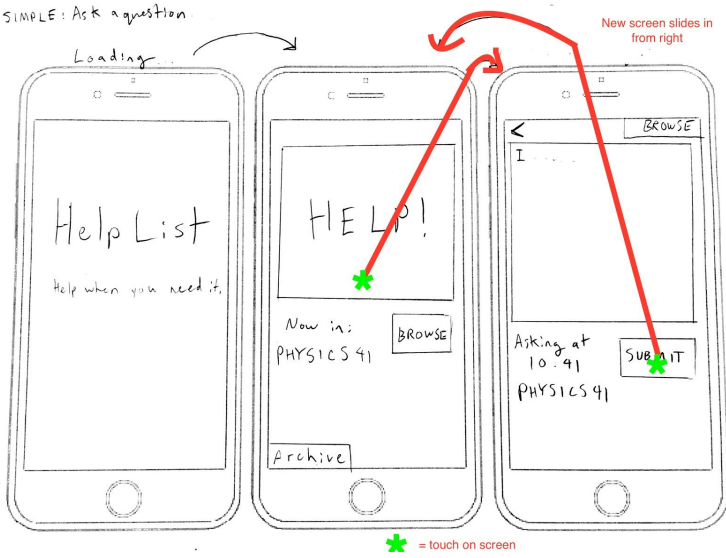 SIMPLE: Ask a question
Loading...
New screen slides in
from right
Help List
Help when you need it.
HELP!
Now in:
PHYSICS 41
BROWSE
Archive
<
BROWSE
I.....
Asking at
10:41
PHYSICS 41
SUBMIT
= touch on screen